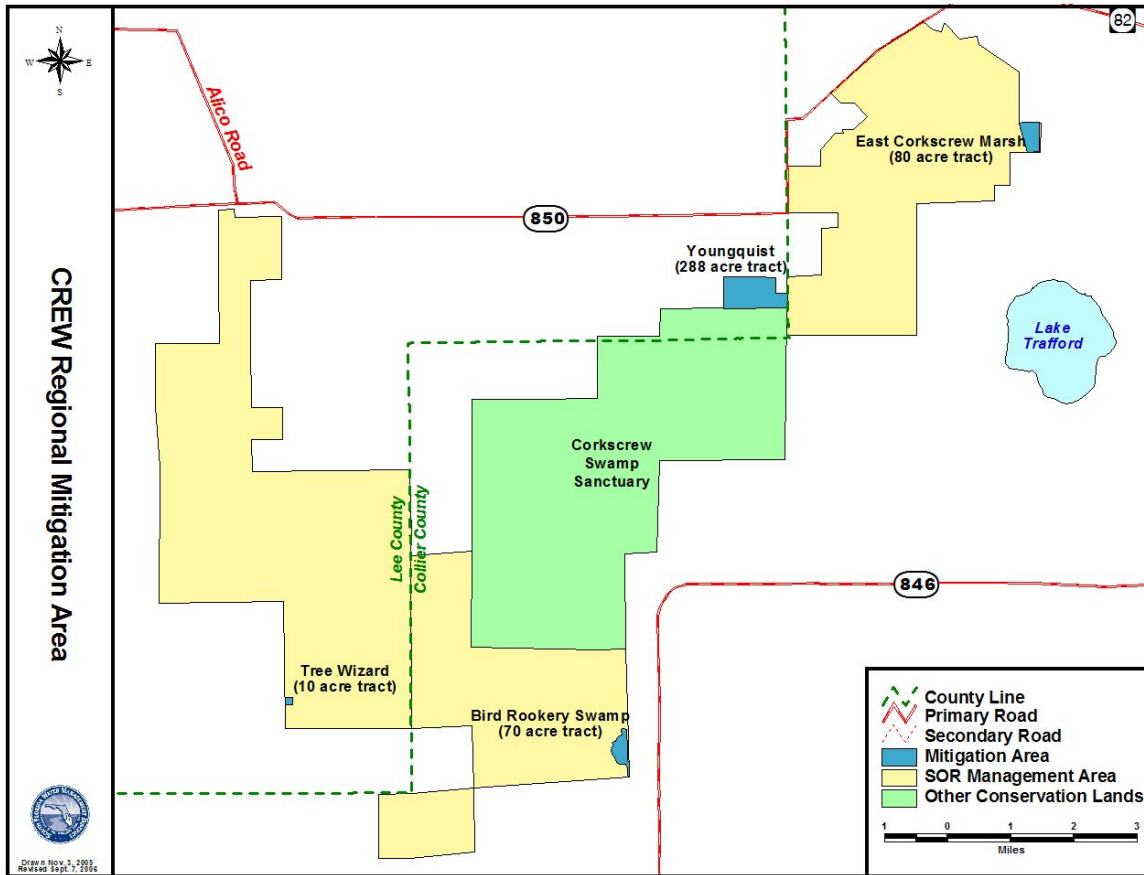 82
N
W E
S
Alico Road
East Corkscrew Marsh
(80 acre tract)
850
Youngquist
(288 acre tract)
CREW Regional Mitigation Area
Lake
Trafford
Corkscrew
Swamp
Sanctuary
Lee County
Collier County
846
Tree Wizard
(10 acre tract)
Bird Rookery Swamp
(70 acre tract)
County Line
Primary Road
Secondary Road
Mitigation Area
SOR Management Area
Other Conservation Lands
1 0 1 2 3
Miles
Drawn Nov. 3, 2005
Revised Sept. 7, 2006